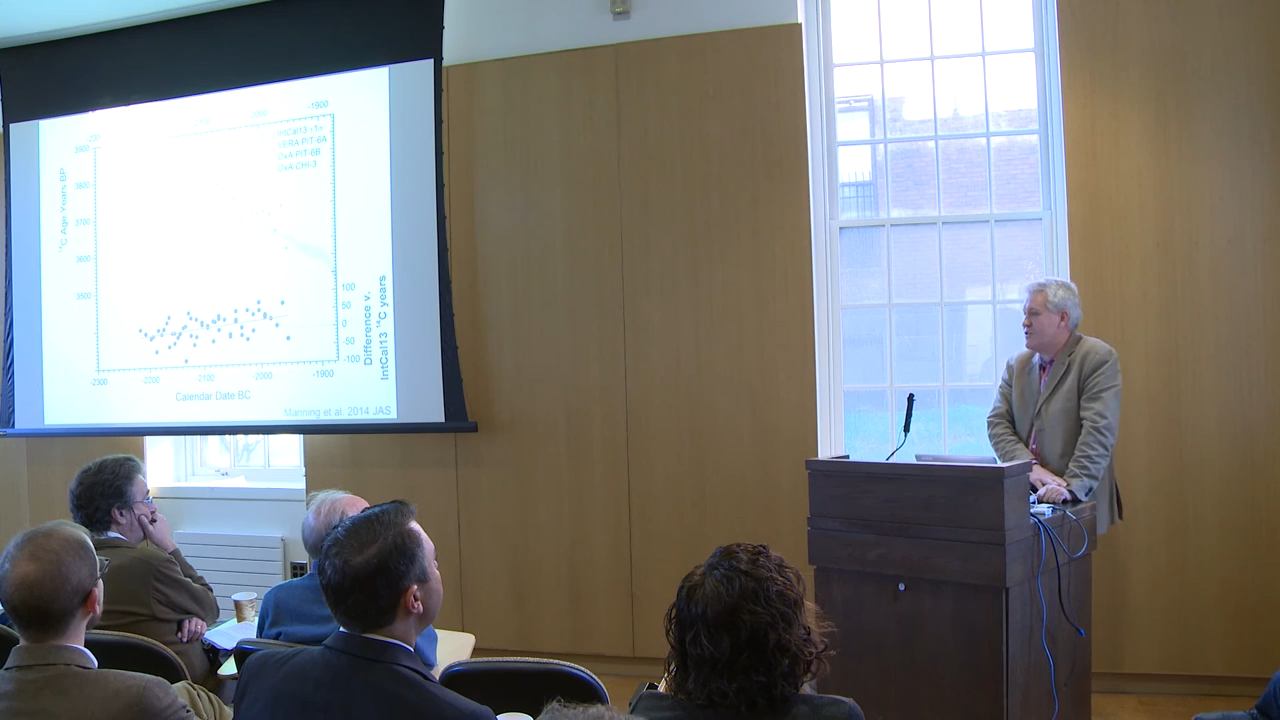 -2000 -1900
IntCal13 ±1σ
VERA PIT-6A
OxA PIT-6B
OxA CHI-3
3900
3800
3700
3600
3500
¹⁴C Age Years BP
100
50
0
-50
-100
Difference v.
IntCal13 ¹⁴C years
-2300 -2200 -2100 -2000 -1900
Calendar Date BC
Manning et al. 2014 JAS